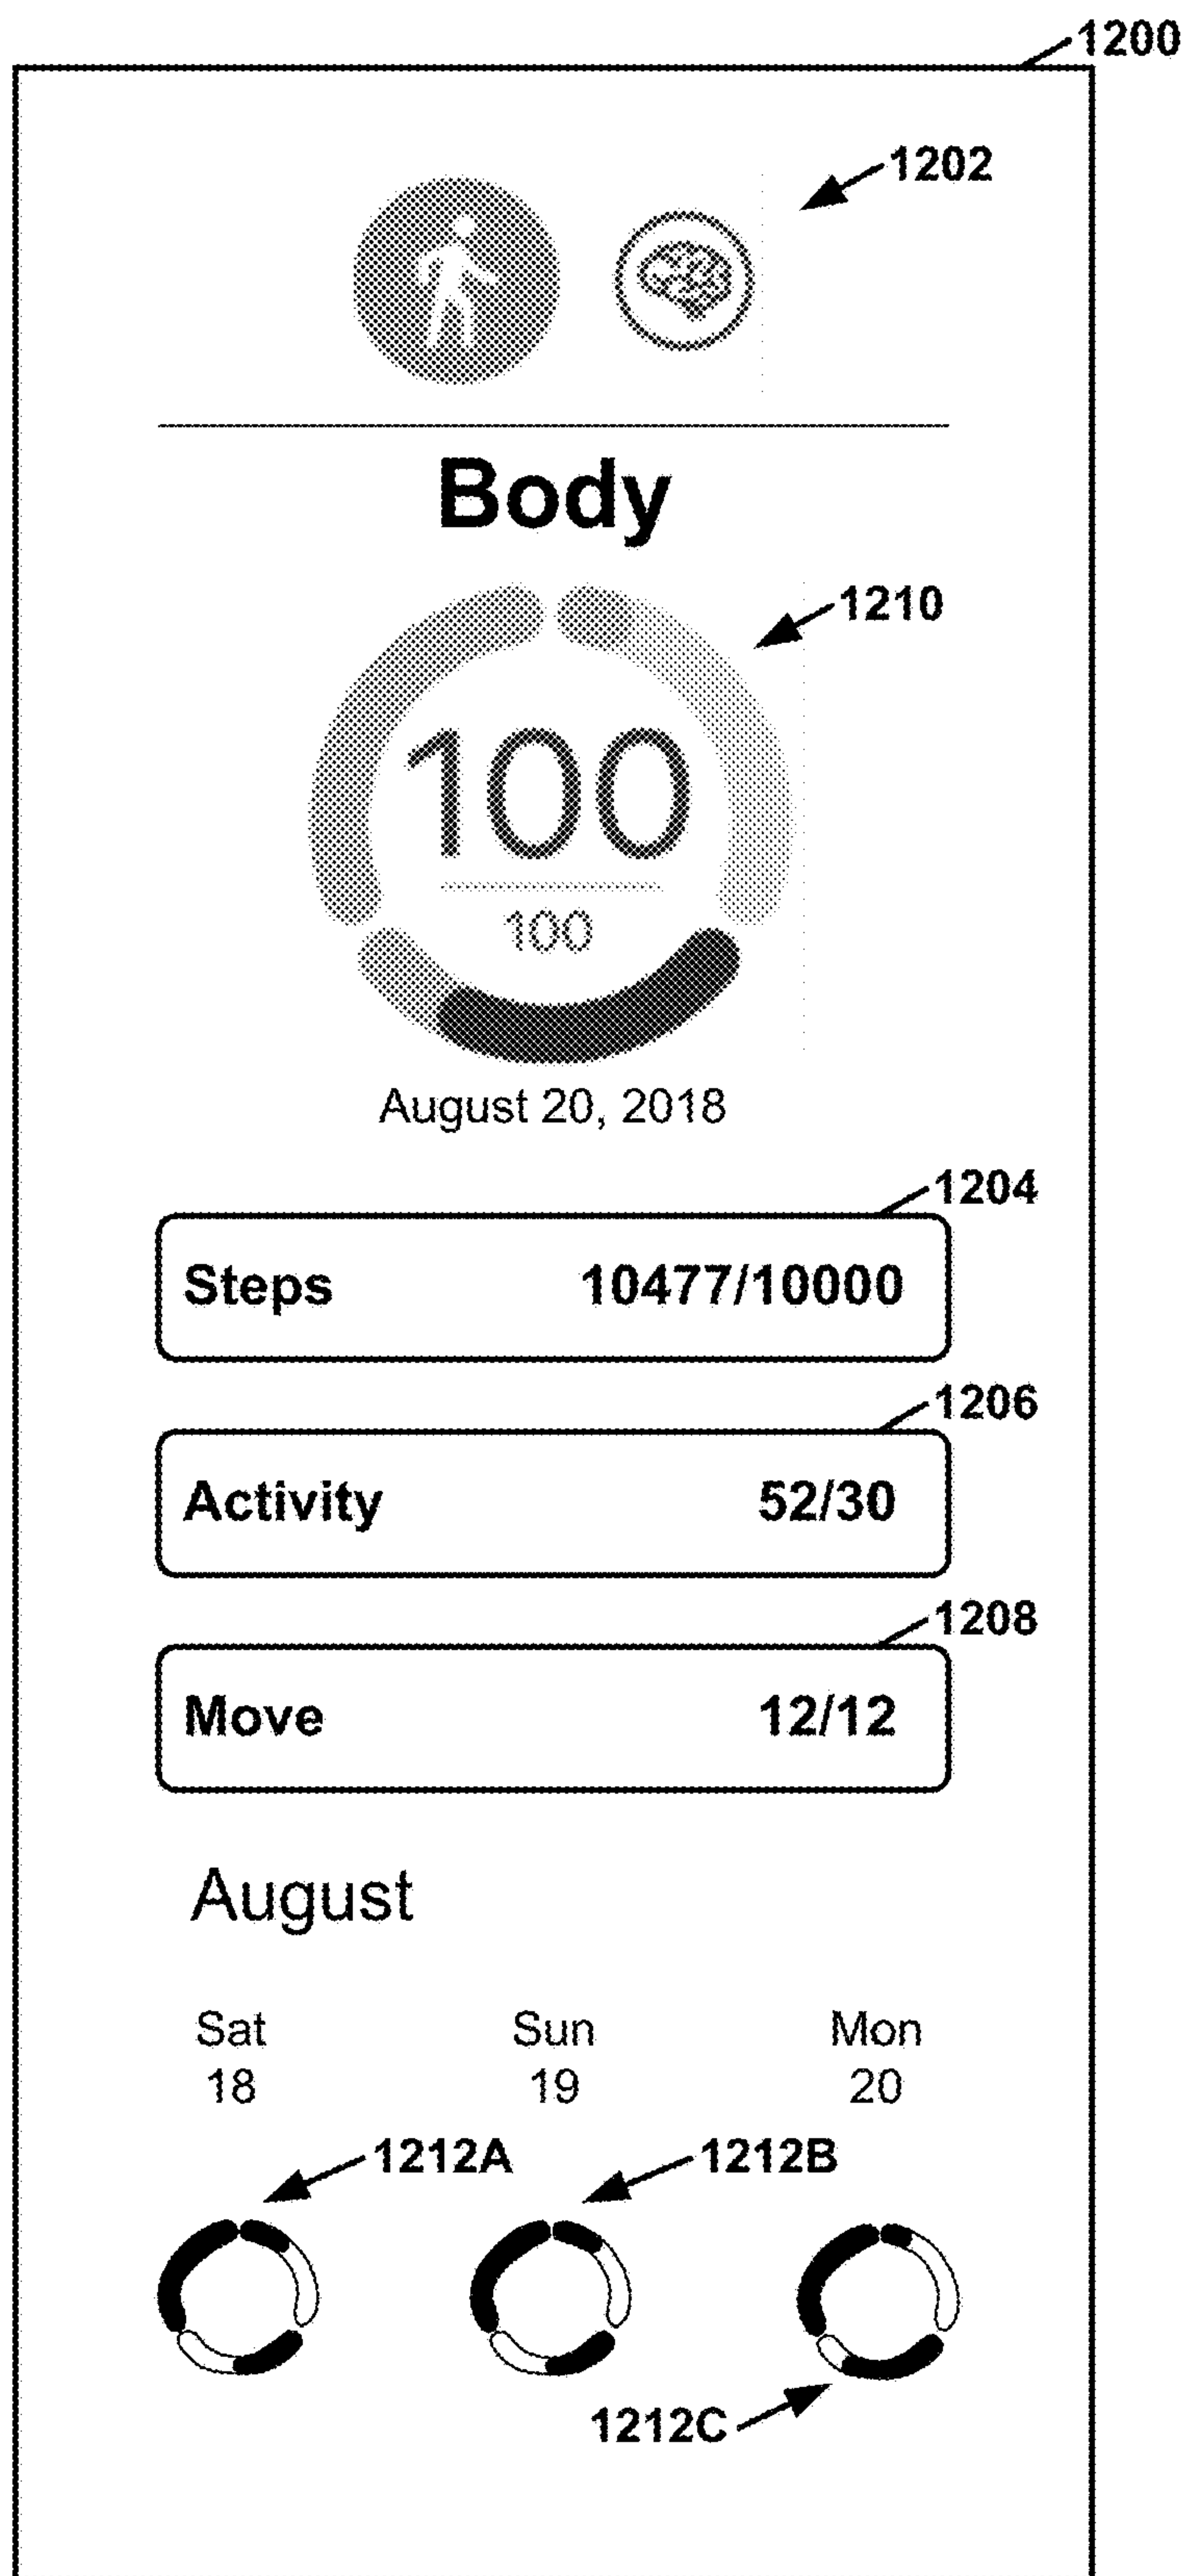 1200
1202
Body
1210
100
100
August 20, 2018
1204
Steps 10477/10000
1206
Activity 52/30
1208
Move 12/12
August
Sat Sun Mon
18 19 20
1212A 1212B
1212C